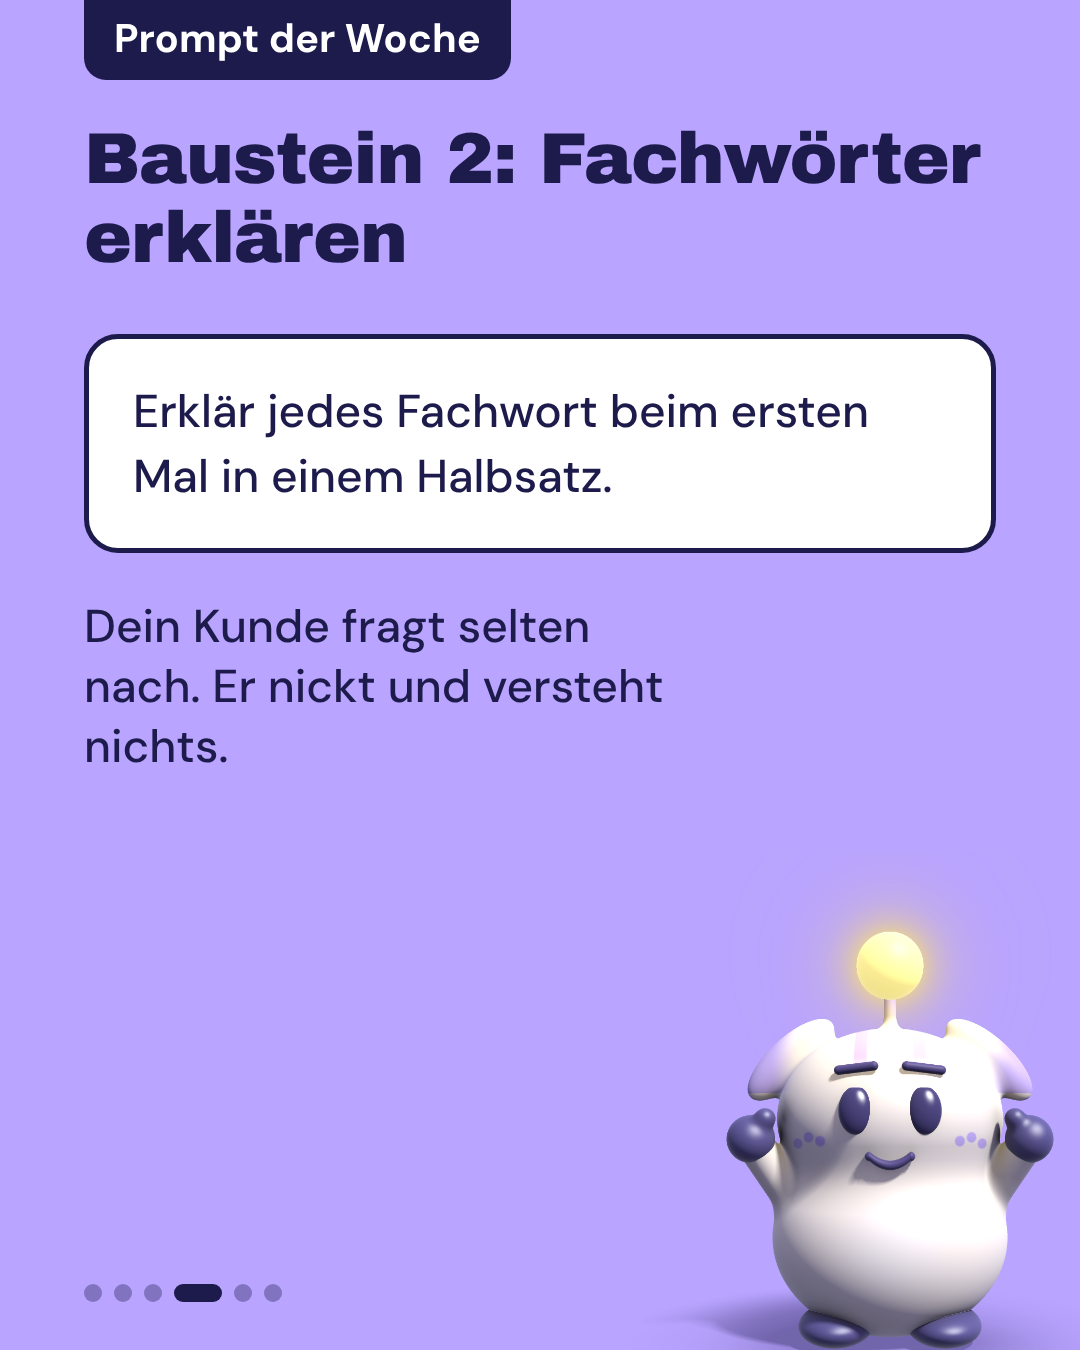 Prompt der Woche
Baustein 2: Fachwörter
erklären
Erklär jedes Fachwort beim ersten
Mal in einem Halbsatz.
Dein Kunde fragt selten
nach. Er nickt und versteht
nichts.